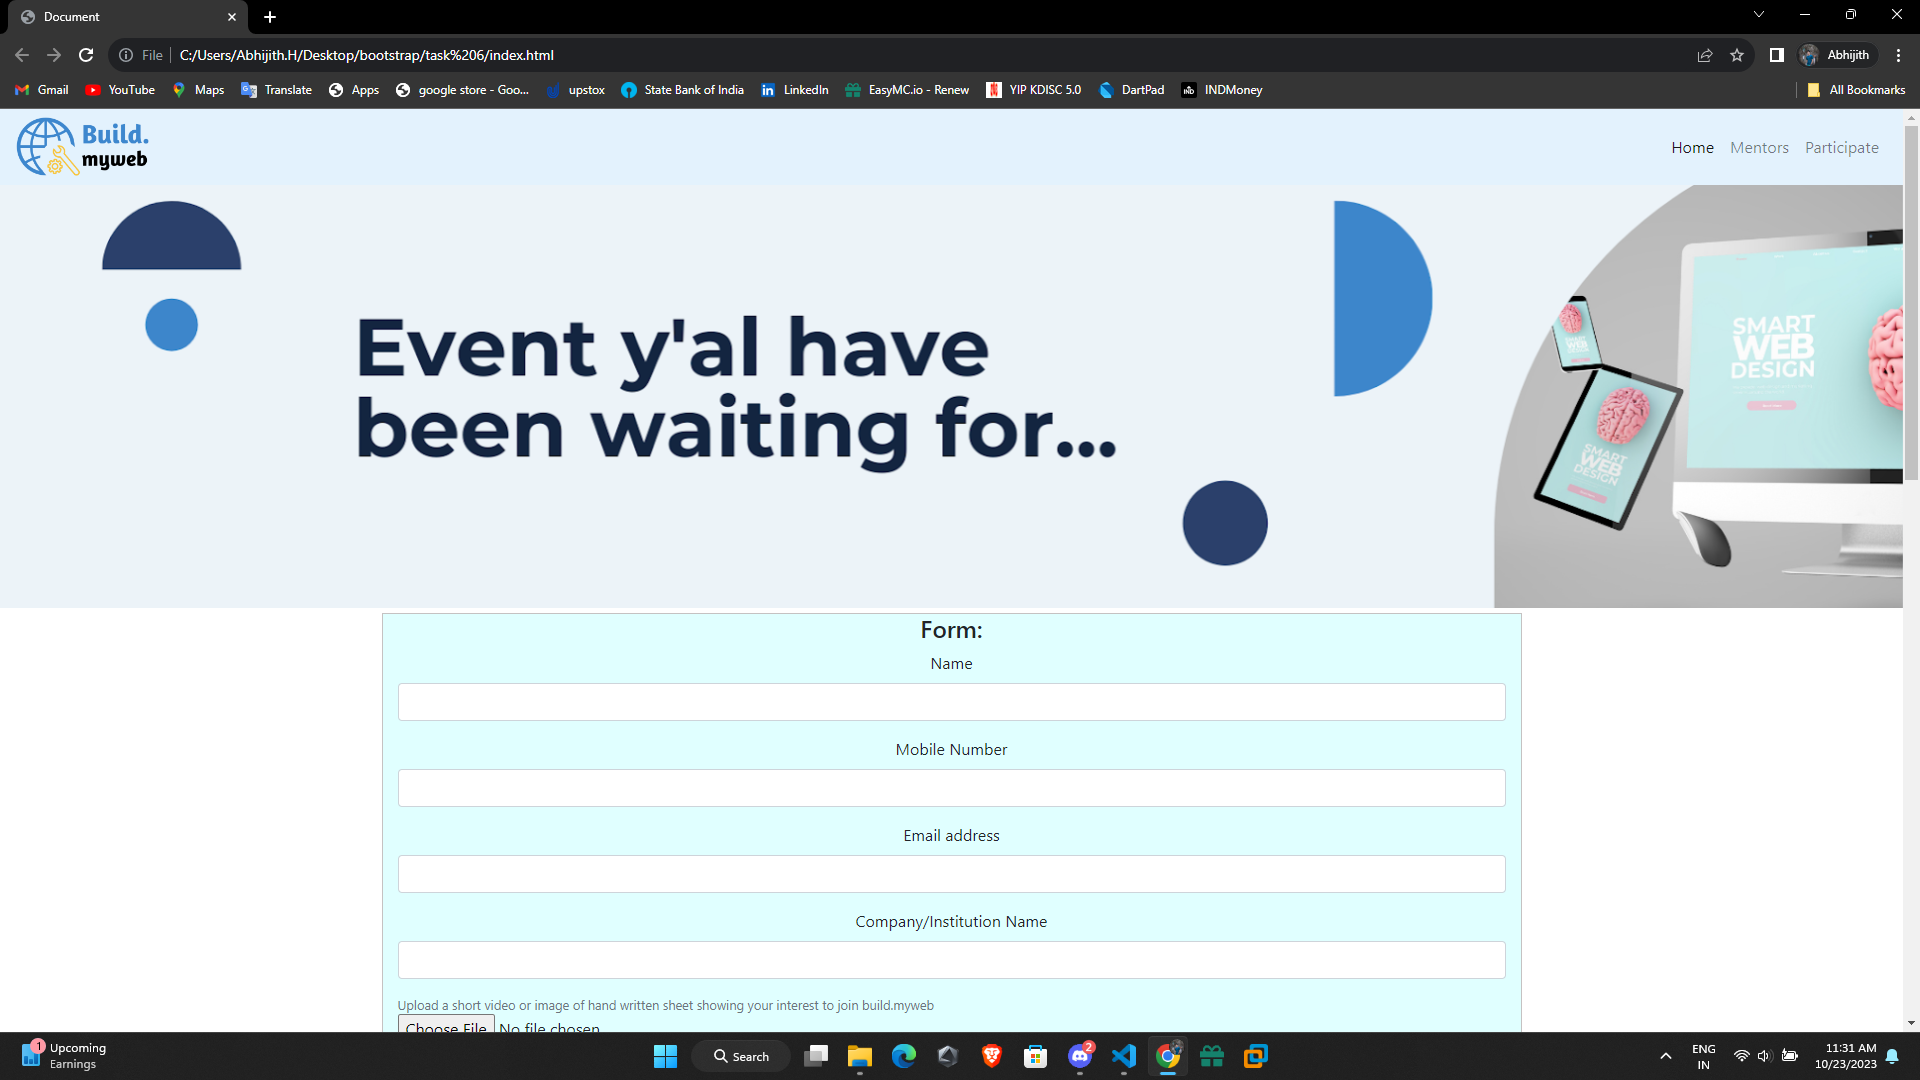 Document
File
C:/Users/Abhijith.H/Desktop/bootstrap/task%206/index.html
Abhijith
Gmail
YouTube
Maps
Translate
Apps
google store - Goo...
upstox
State Bank of India
LinkedIn
EasyMC.io - Renew
YIP KDISC 5.0
DartPad
INDMoney
All Bookmarks
Build.
myweb
Home Mentors Participate
Event y'al have
been waiting for...
SMART
WEB
DESIGN
SMART
WEB
DESIGN
Form:
Name
Mobile Number
Email address
Company/Institution Name
Upload a short video or image of hand written sheet showing your interest to join build.myweb
Choose File No file chosen
1
Upcoming
Earnings
Search
2
ENG
IN
11:31 AM
10/23/2023